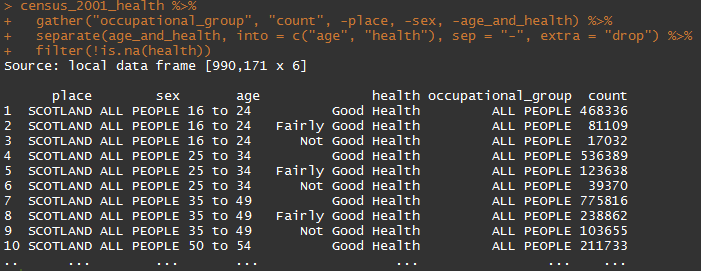 > census_2001_health %>%
+   gather("occupational_group", "count", -place, -sex, -age_and_health) %>%
+   separate(age_and_health, into = c("age", "health"), sep = "-", extra = "drop") %>%
+   filter(!is.na(health))
Source: local data frame [990,171 x 6]

      place        sex      age              health occupational_group  count
1  SCOTLAND ALL PEOPLE 16 to 24         Good Health         ALL PEOPLE 468336
2  SCOTLAND ALL PEOPLE 16 to 24  Fairly Good Health         ALL PEOPLE  81109
3  SCOTLAND ALL PEOPLE 16 to 24     Not Good Health         ALL PEOPLE  17032
4  SCOTLAND ALL PEOPLE 25 to 34         Good Health         ALL PEOPLE 536389
5  SCOTLAND ALL PEOPLE 25 to 34  Fairly Good Health         ALL PEOPLE 123638
6  SCOTLAND ALL PEOPLE 25 to 34     Not Good Health         ALL PEOPLE  39370
7  SCOTLAND ALL PEOPLE 35 to 49         Good Health         ALL PEOPLE 775816
8  SCOTLAND ALL PEOPLE 35 to 49  Fairly Good Health         ALL PEOPLE 238862
9  SCOTLAND ALL PEOPLE 35 to 49     Not Good Health         ALL PEOPLE 103655
10 SCOTLAND ALL PEOPLE 50 to 54         Good Health         ALL PEOPLE 211733
..      ...        ...      ...                 ...                ...    ...